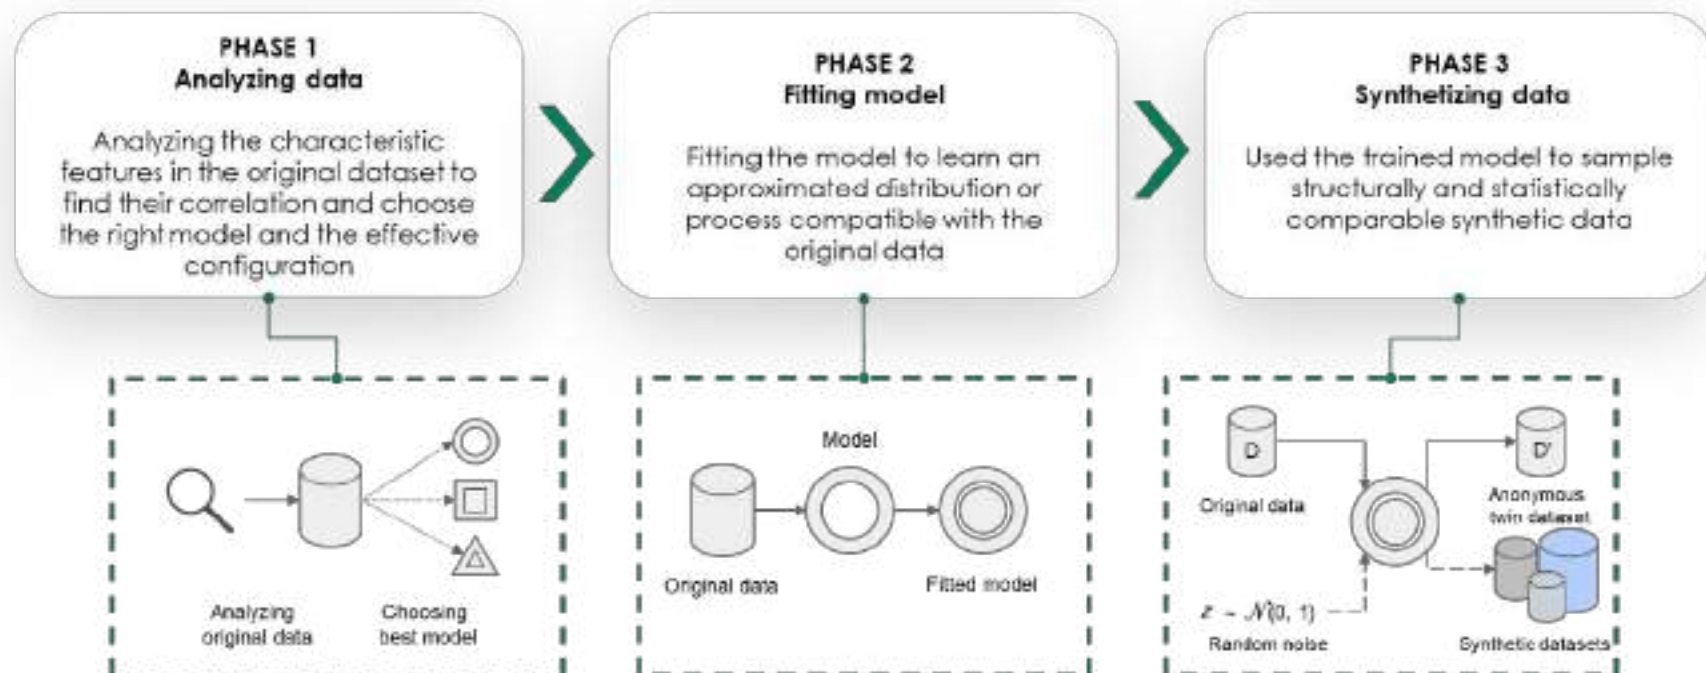 PHASE 1
Analyzing data
Analyzing the characteristic
features in the original dataset to
find their correlation and choose
the right model and the effective
configuration
PHASE 2
Fitting model
Fitting the model to learn an
approximated distribution or
process compatible with the
original data
PHASE 3
Synthetizing data
Used the trained model to sample
structurally and statistically
comparable synthetic data
Analyzing
original data
Choosing
best model
Model
Original data
Fitted model
D
D'
Original data
Anonymous
twin dataset
z ~ 𝒩(0, 1)
Random noise
Synthetic datasets